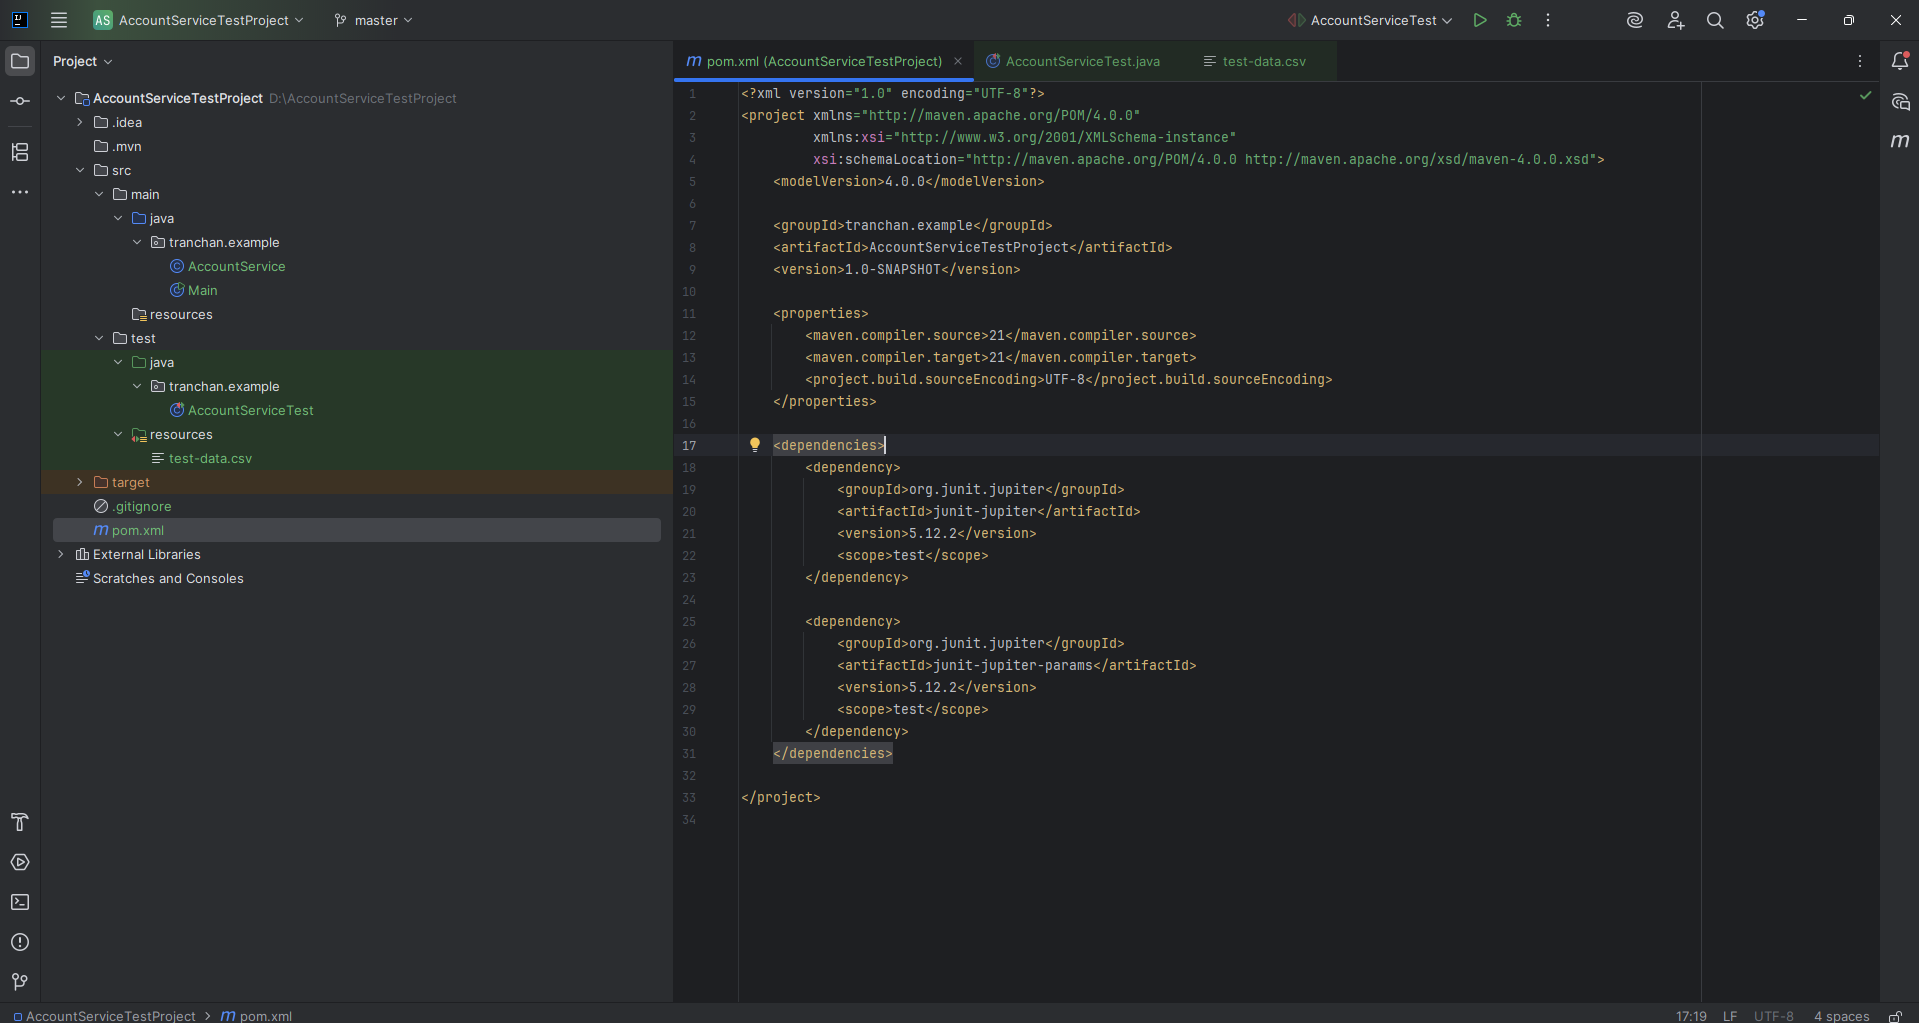 AS AccountServiceTestProject master AccountServiceTest
Project
AccountServiceTestProject D:\AccountServiceTestProject
.idea
.mvn
src
main
java
tranchan.example
AccountService
Main
resources
test
java
tranchan.example
AccountServiceTest
resources
test-data.csv
target
.gitignore
pom.xml
External Libraries
Scratches and Consoles
pom.xml (AccountServiceTestProject) AccountServiceTest.java test-data.csv
1 <?xml version="1.0" encoding="UTF-8"?>
2 <project xmlns="http://maven.apache.org/POM/4.0.0"
3 xmlns:xsi="http://www.w3.org/2001/XMLSchema-instance"
4 xsi:schemaLocation="http://maven.apache.org/POM/4.0.0 http://maven.apache.org/xsd/maven-4.0.0.xsd">
5 <modelVersion>4.0.0</modelVersion>
6
7 <groupId>tranchan.example</groupId>
8 <artifactId>AccountServiceTestProject</artifactId>
9 <version>1.0-SNAPSHOT</version>
10
11 <properties>
12 <maven.compiler.source>21</maven.compiler.source>
13 <maven.compiler.target>21</maven.compiler.target>
14 <project.build.sourceEncoding>UTF-8</project.build.sourceEncoding>
15 </properties>
16
17 <dependencies>
18 <dependency>
19 <groupId>org.junit.jupiter</groupId>
20 <artifactId>junit-jupiter</artifactId>
21 <version>5.12.2</version>
22 <scope>test</scope>
23 </dependency>
24
25 <dependency>
26 <groupId>org.junit.jupiter</groupId>
27 <artifactId>junit-jupiter-params</artifactId>
28 <version>5.12.2</version>
29 <scope>test</scope>
30 </dependency>
31 </dependencies>
32
33 </project>
34
AccountServiceTestProject > m pom.xml 17:19 LF UTF-8 4 spaces